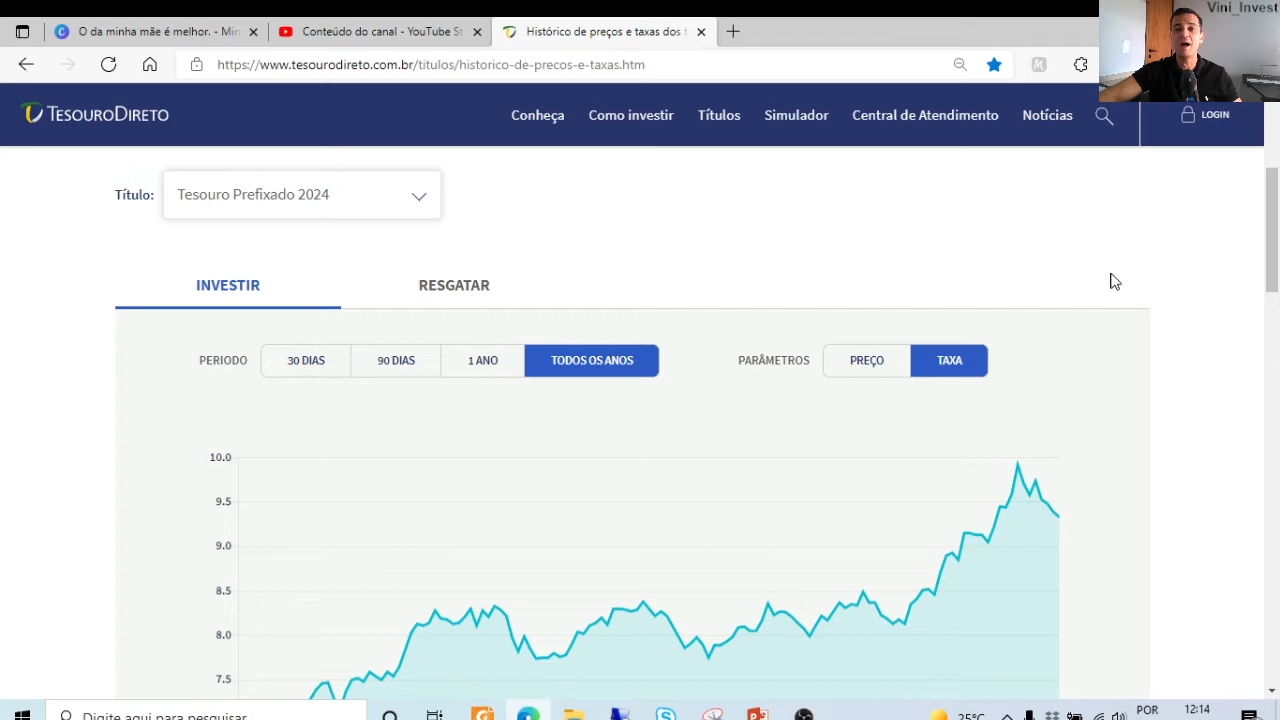 Vini_Invest
O da minha mãe é melhor. - Min
Conteúdo do canal - YouTube St
Histórico de preços e taxas dos t
https://www.tesourodireto.com.br/titulos/historico-de-precos-e-taxas.htm
TESOURODIRETO
Conheça
Como investir
Títulos
Simulador
Central de Atendimento
Notícias
LOGIN
Título:
Tesouro Prefixado 2024
INVESTIR
RESGATAR
PERIODO
30 DIAS
90 DIAS
1 ANO
TODOS OS ANOS
PARÂMETROS
PREÇO
TAXA
10.0
9.5
9.0
8.5
8.0
7.5
Digite aqui para pesquisar
25°C
POR
12:14